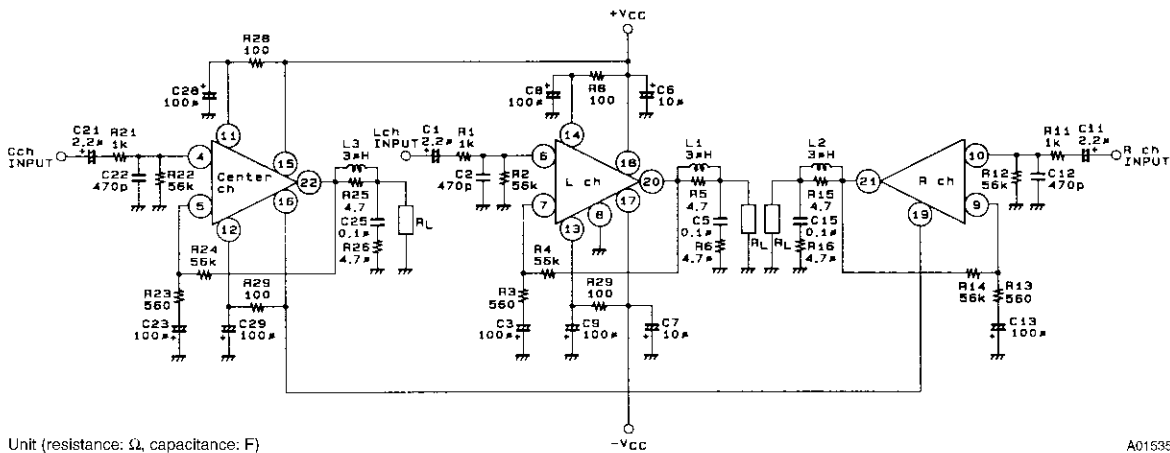 +VCC
R28
100
C28
100μ
+
11
Cch
INPUT
C21
2.2μ
+
R21
1k
4
C22
470p
R22
56k
5
Center
ch
15
16
12
22
L3
3μH
R25
4.7
C25
0.1μ
R26
4.7μ
RL
R24
56k
R23
560
C23
100μ
+
R29
100
C29
100μ
+
C8
100μ
+
R8
100
C6
10μ
+
14
Lch
INPUT
C1
2.2μ
+
R1
1k
6
C2
470p
R2
56k
7
L ch
18
17
8
13
20
L1
3μH
R5
4.7
C5
0.1μ
R6
4.7μ
RL
R4
56k
R3
560
C3
100μ
+
R29
100
C9
100μ
+
C7
10μ
+
L2
3μH
R15
4.7
C15
0.1μ
R16
4.7μ
RL
21
R ch
10
9
19
R11
1k
C11
2.2μ
+
R ch
INPUT
R12
56k
C12
470p
R14
56k
R13
560
C13
100μ
+
-VCC
Unit (resistance: Ω, capacitance: F)
A01535